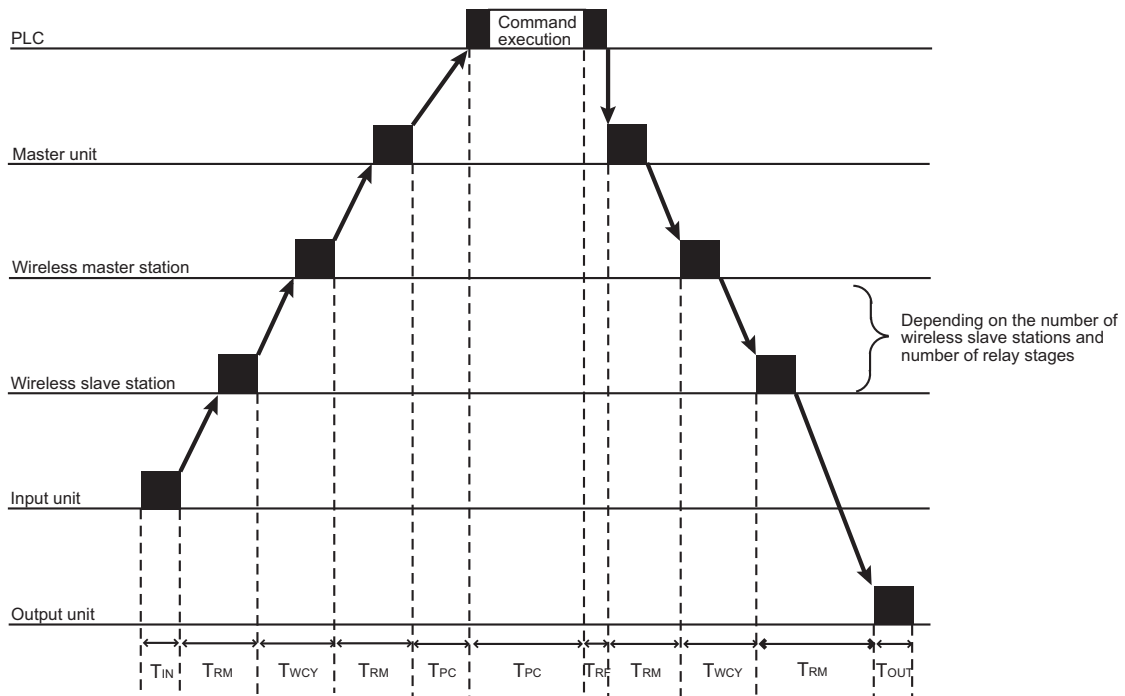 PLC
Command
execution
Master unit
Wireless master station
Depending on the number of
wireless slave stations and
number of relay stages
Wireless slave station
Input unit
Output unit
TIN TRM TWCY TRM TPC TPC TRF TRM TWCY TRM TOUT